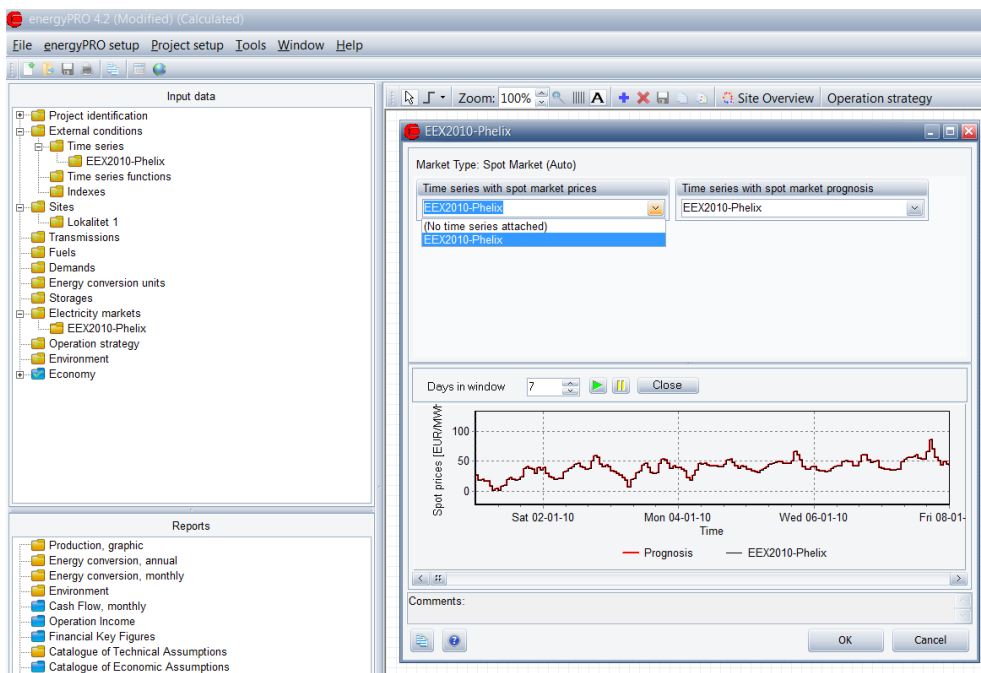 energyPRO 4.2 (Modified) (Calculated)
File energyPRO setup Project setup Tools Window Help
Input data
Project identification
External conditions
Time series
EEX2010-Phelix
Time series functions
Indexes
Sites
Lokalitet 1
Transmissions
Fuels
Demands
Energy conversion units
Storages
Electricity markets
EEX2010-Phelix
Operation strategy
Environment
Economy
Reports
Production, graphic
Energy conversion, annual
Energy conversion, monthly
Environment
Cash Flow, monthly
Operation Income
Financial Key Figures
Catalogue of Technical Assumptions
Catalogue of Economic Assumptions
Zoom: 100% A Site Overview Operation strategy
EEX2010-Phelix
Market Type: Spot Market (Auto)
Time series with spot market prices
EEX2010-Phelix
(No time series attached)
EEX2010-Phelix
Time series with spot market prognosis
EEX2010-Phelix
Days in window 7 Close
Spot prices [EUR/MWh
100
50
0
Sat 02-01-10 Mon 04-01-10 Wed 06-01-10 Fri 08-01-
Time
Prognosis EEX2010-Phelix
Comments:
OK Cancel